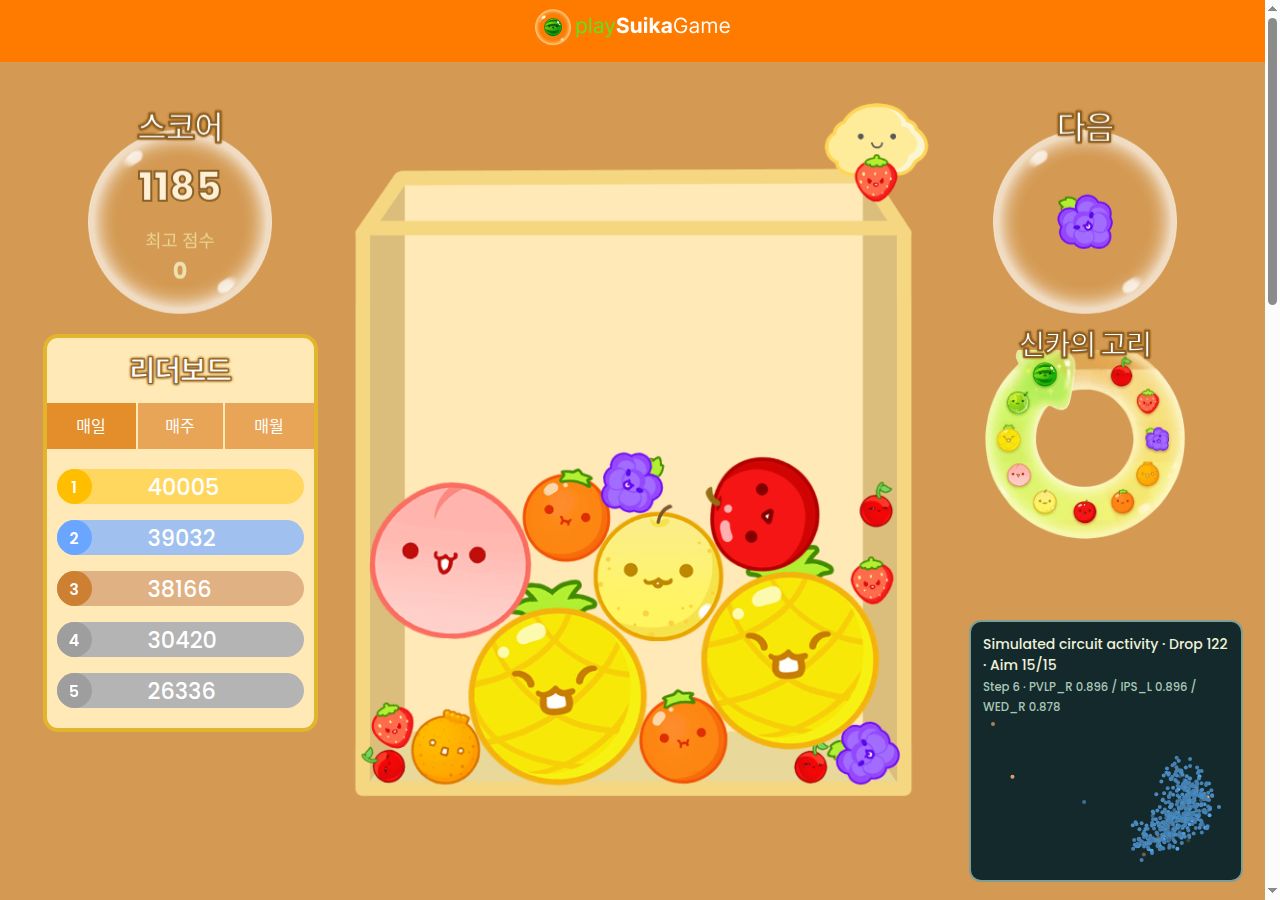 playSuikaGame
스코어
1185
최고 점수
0
다음
신카의 고리
리더보드
매일 매주 매월
1 40005
2 39032
3 38166
4 30420
5 26336
Simulated circuit activity · Drop 122
· Aim 15/15
Step 6 · PVLP_R 0.896 / IPS_L 0.896 /
WED_R 0.878